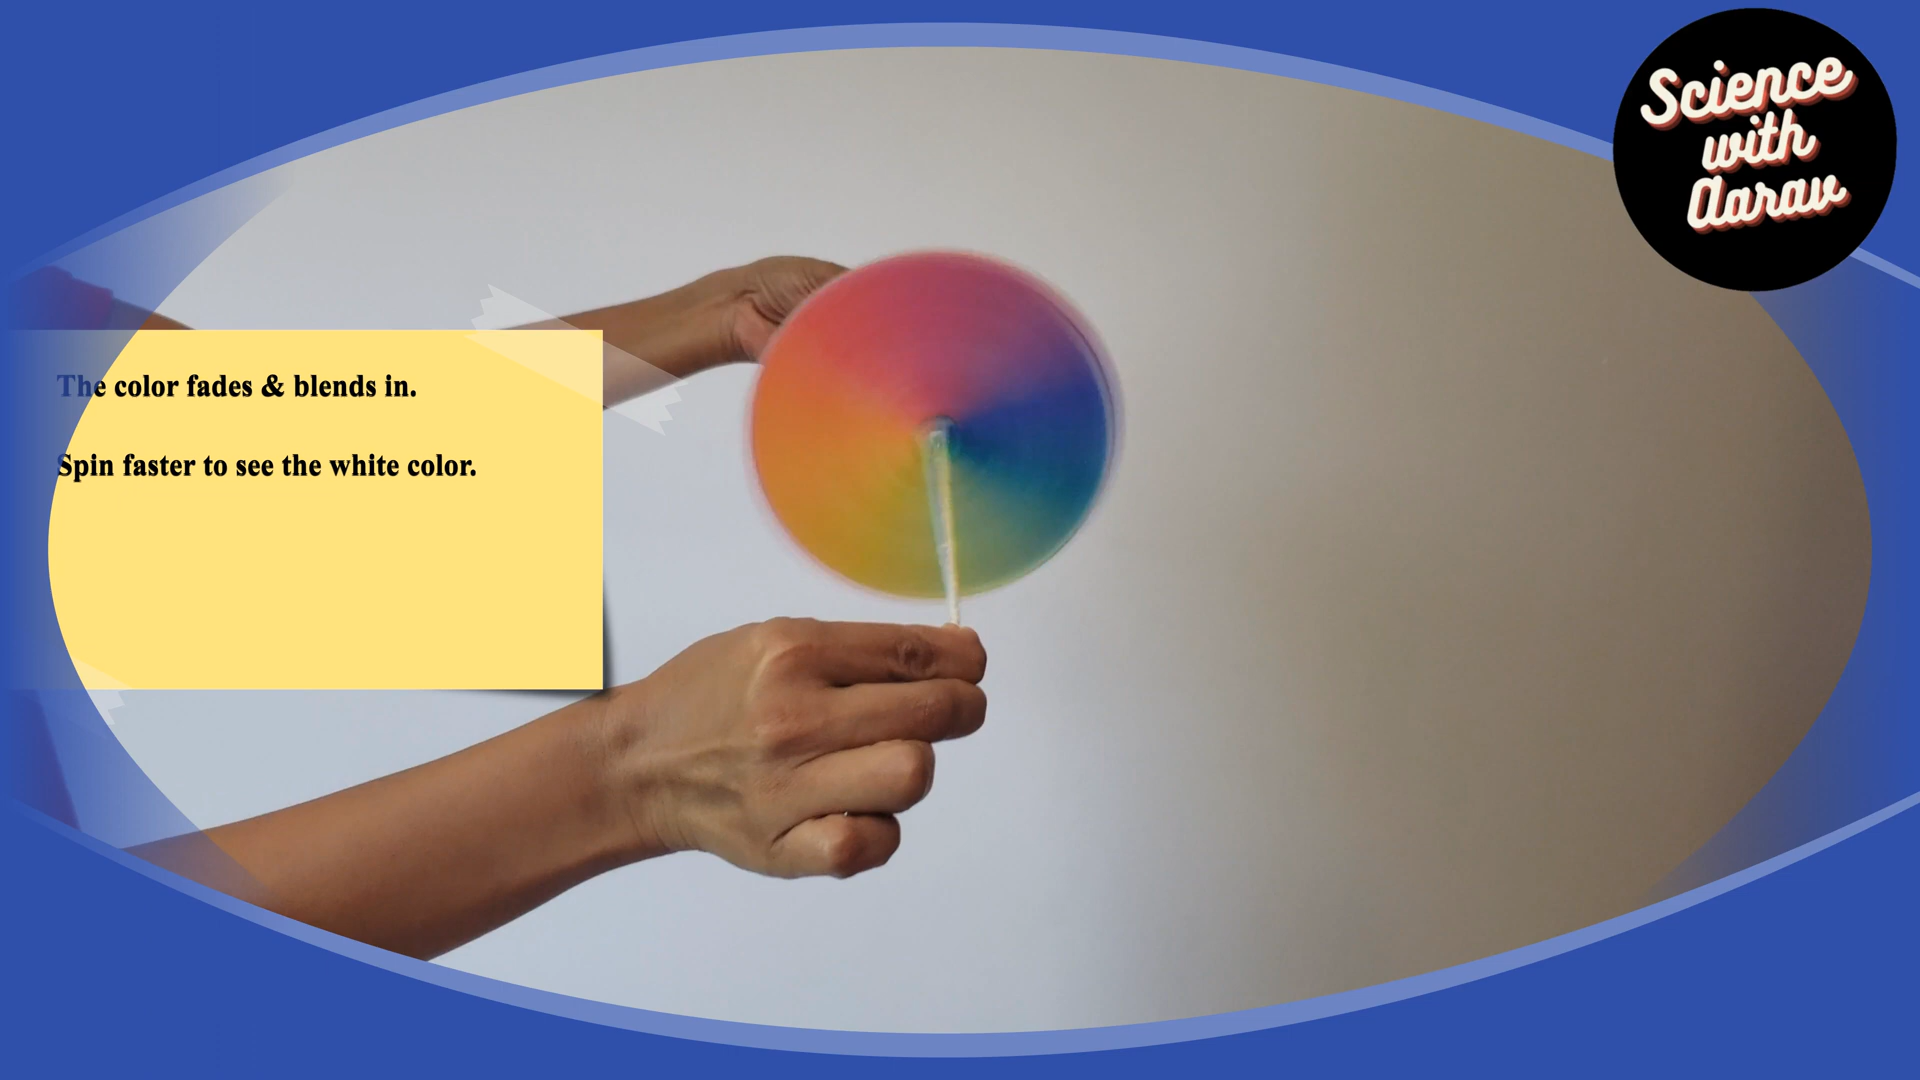 Science
with
Aarav
The color fades & blends in.
Spin faster to see the white color.